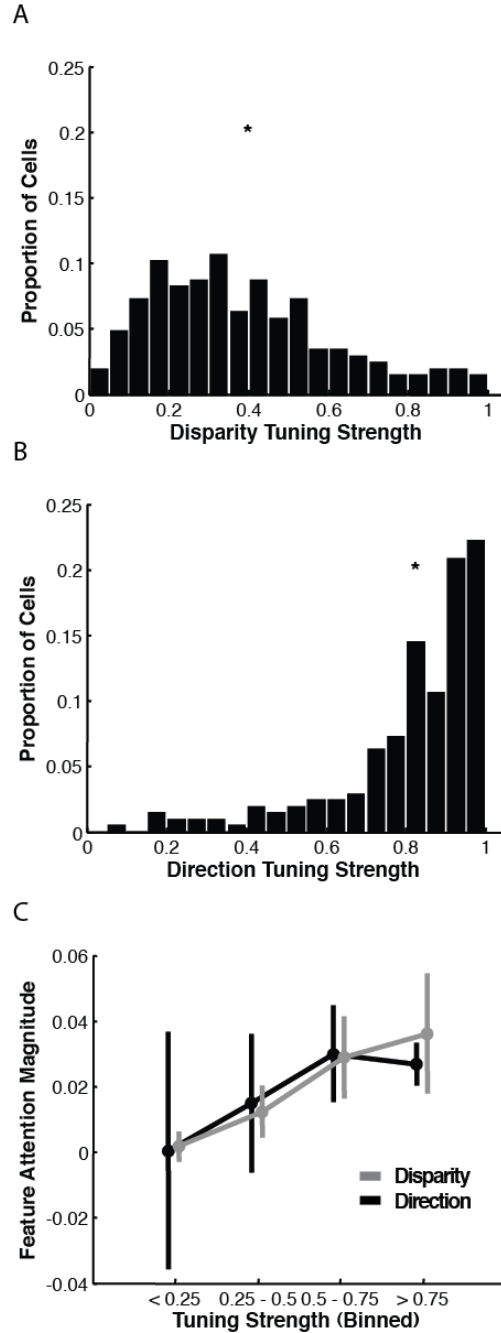 A
0.25
0.2
0.15
0.1
0.05
0
Proportion of Cells
*
0 0.2 0.4 0.6 0.8 1
Disparity Tuning Strength
B
0.25
0.2
0.15
0.1
0.05
0
Proportion of Cells
*
0 0.2 0.4 0.6 0.8 1
Direction Tuning Strength
C
0.06
0.04
0.02
0
-0.02
-0.04
Feature Attention Magnitude
Disparity
Direction
< 0.25 0.25 - 0.5 0.5 - 0.75 > 0.75
Tuning Strength (Binned)